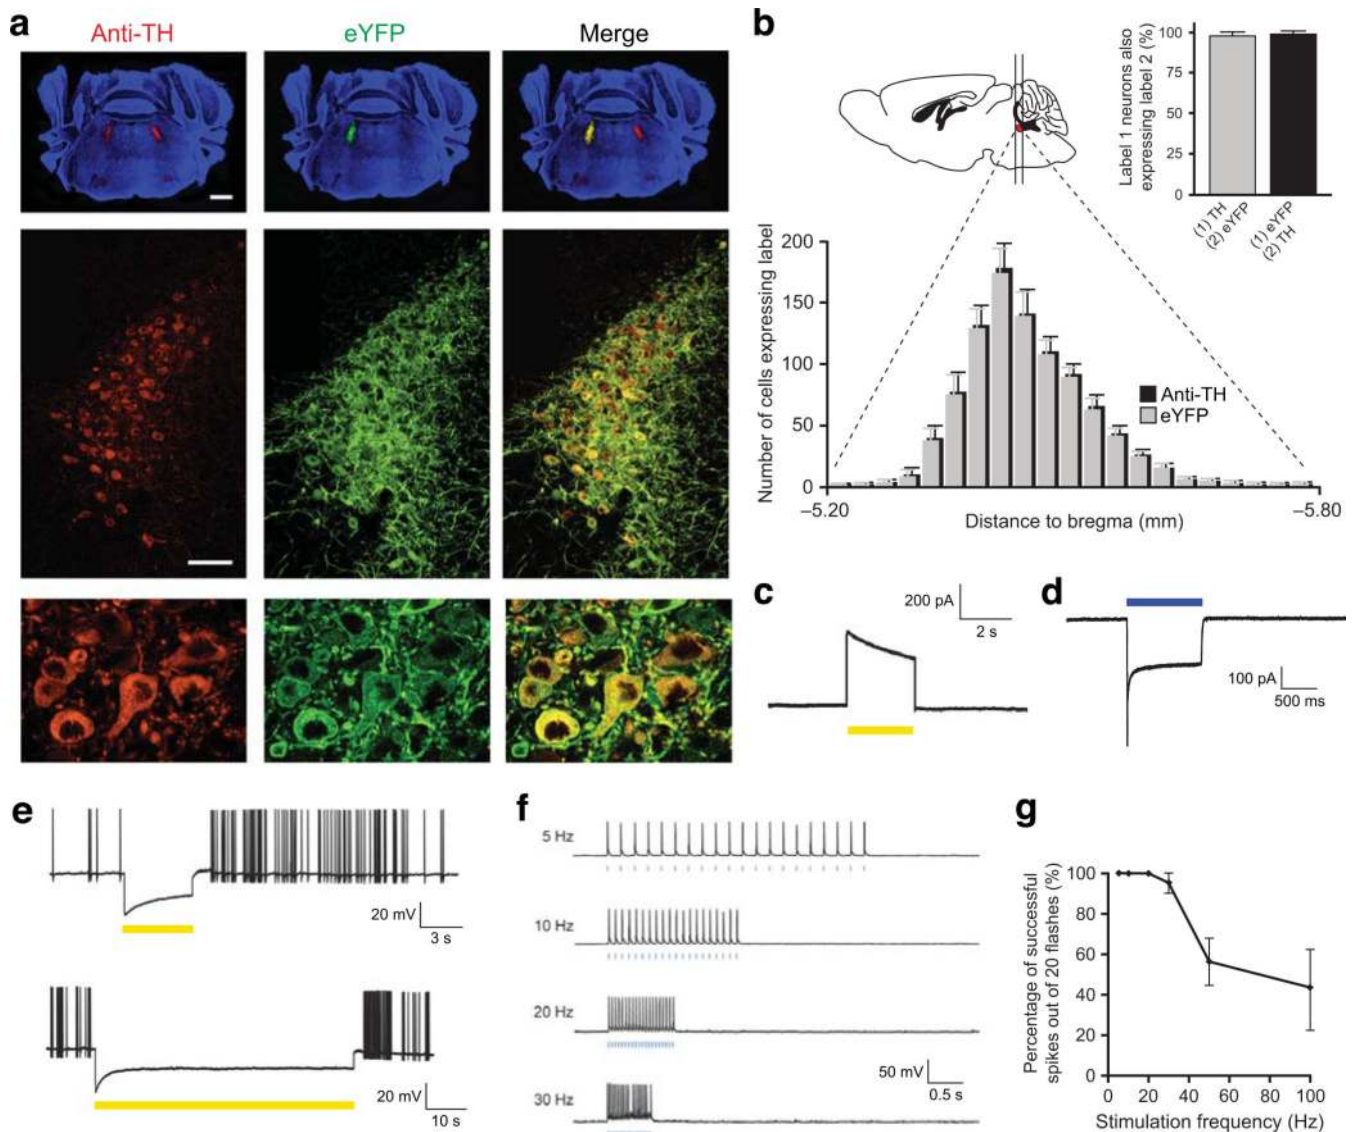 a
Anti-TH
eYFP
Merge
b
Label 1 neurons also
expressing label 2 (%)
100
75
50
25
0
(1) TH
(2) eYFP
(1) eYFP
(2) TH
Number of cells expressing label
200
150
100
50
0
Anti-TH
eYFP
–5.20
–5.80
Distance to bregma (mm)
c
200 pA
2 s
d
100 pA
500 ms
e
20 mV
3 s
20 mV
10 s
f
5 Hz
10 Hz
20 Hz
30 Hz
50 mV
0.5 s
g
Percentage of successful
spikes out of 20 flashes (%)
100
80
60
40
20
0
0
20
40
60
80
100
Stimulation frequency (Hz)